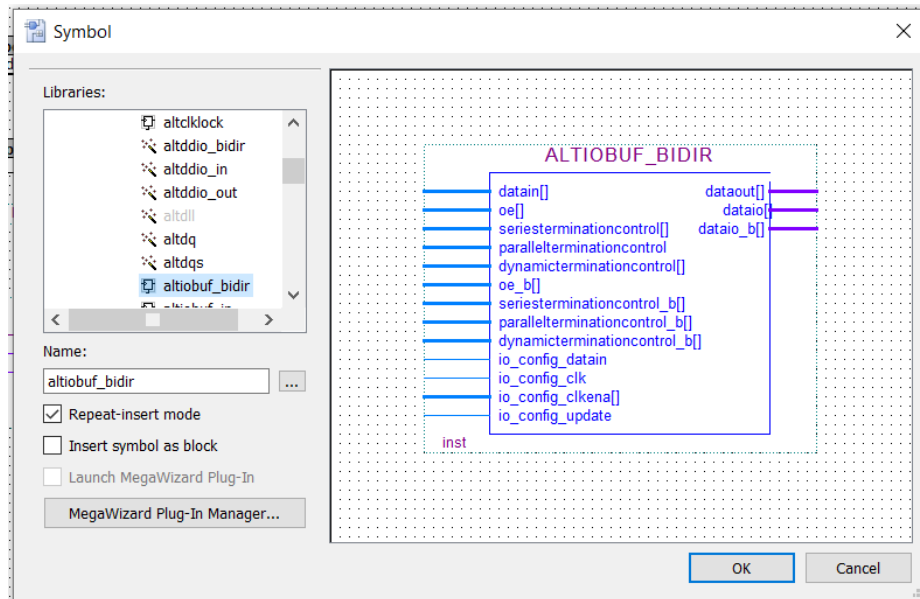 Symbol
Libraries:
altclklock
altddio_bidir
altddio_in
altddio_out
altdll
altdq
altdqs
altiobuf_bidir
Name:
altiobuf_bidir
...
Repeat-insert mode
Insert symbol as block
Launch MegaWizard Plug-In
MegaWizard Plug-In Manager...
ALTIOBUF_BIDIR
datain[] dataout[]
oe[] dataio[]
seriesterminationcontrol[] dataio_b[]
parallelterminationcontrol
dynamicterminationcontrol[]
oe_b[]
seriesterminationcontrol_b[]
parallelterminationcontrol_b[]
dynamicterminationcontrol_b[]
io_config_datain
io_config_clk
io_config_clkena[]
io_config_update
inst
OK Cancel